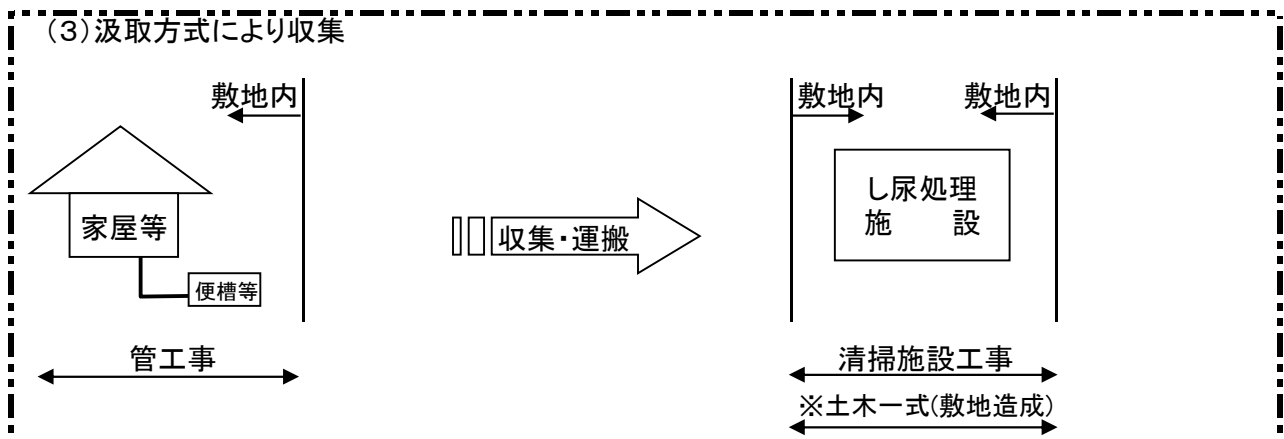 (3)汲取方式により収集
敷地内
敷地内
敷地内
家屋等
便槽等
収集・運搬
し尿処理
施　　設
管工事
清掃施設工事
※土木一式(敷地造成)